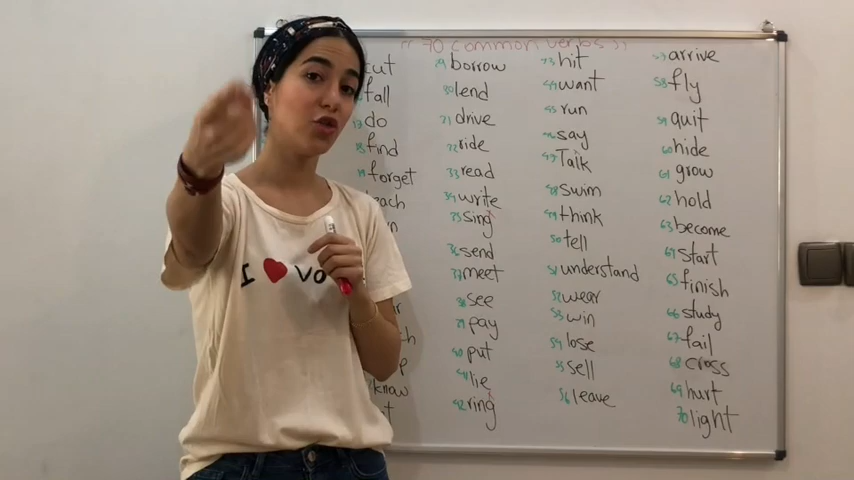 " 70 common verbs "
cut
fall
do
find
forget
know
29 borrow
30 lend
31 drive
32 ride
33 read
34 write
35 sing
36 send
37 meet
38 see
39 pay
40 put
41 lie
42 ring
43 hit
44 want
45 run
46 say
47 Talk
48 swim
49 think
50 tell
51 understand
52 wear
53 win
54 lose
55 sell
56 leave
57 arrive
58 fly
59 quit
60 hide
61 grow
62 hold
63 become
64 start
65 finish
66 study
67 fail
68 cross
69 hurt
70 light
I ❤ VO